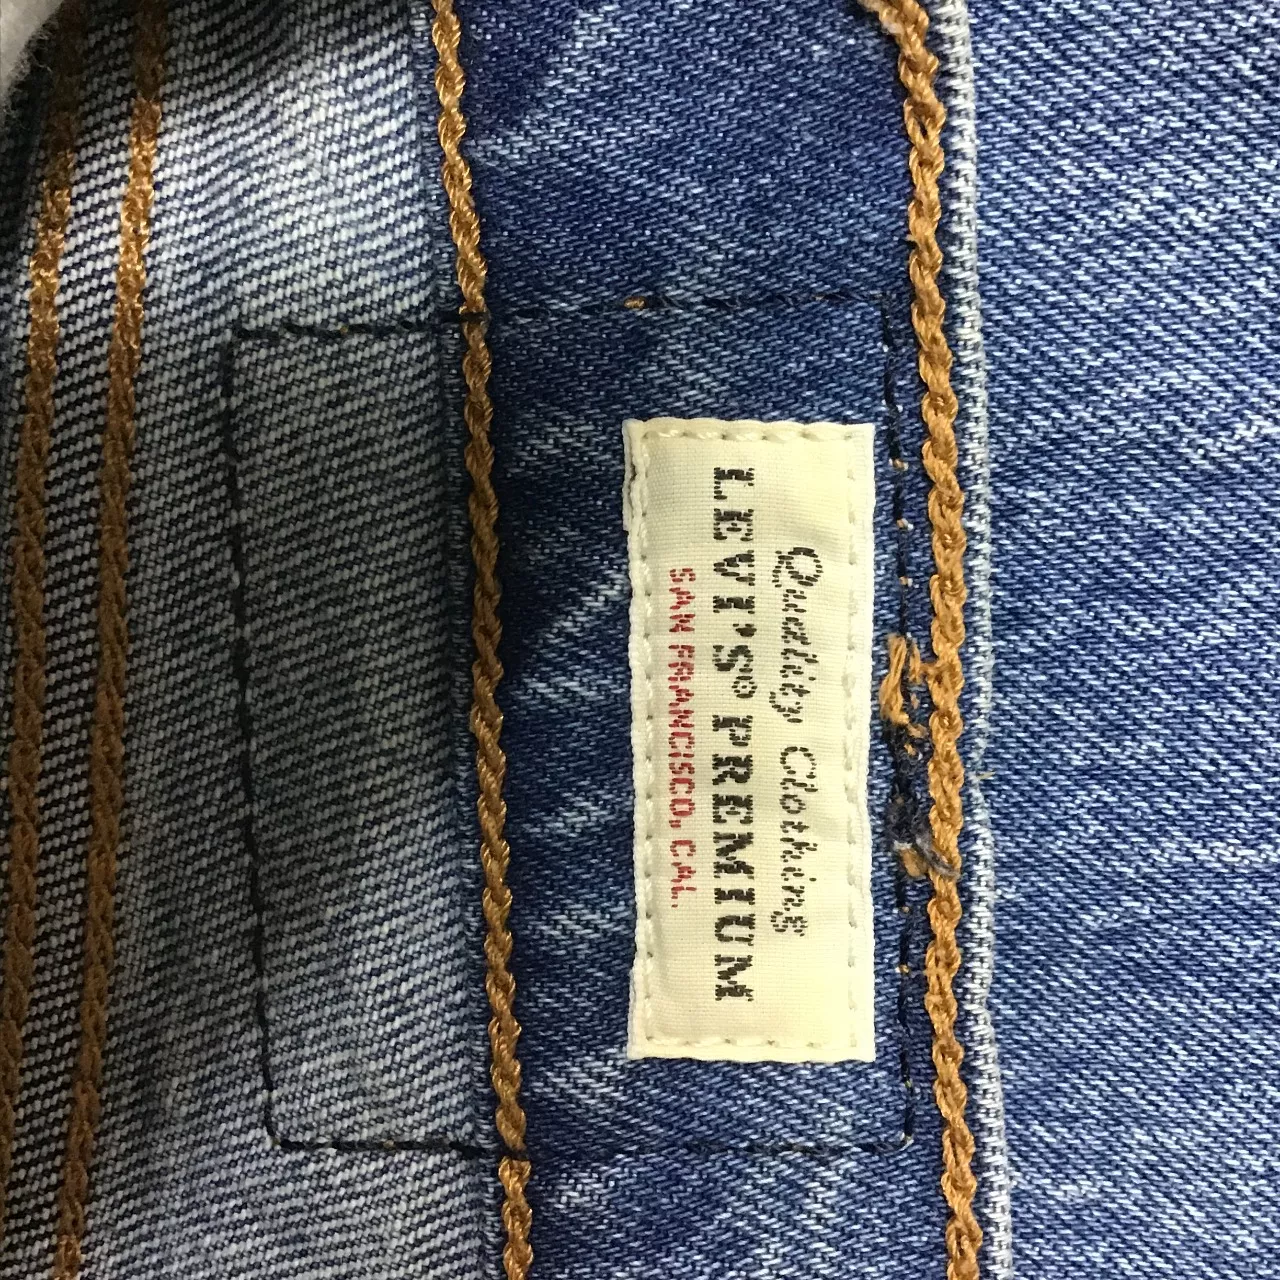 Quality Clothing
LEVI'S® PREMIUM
SAN FRANCISCO, CAL.